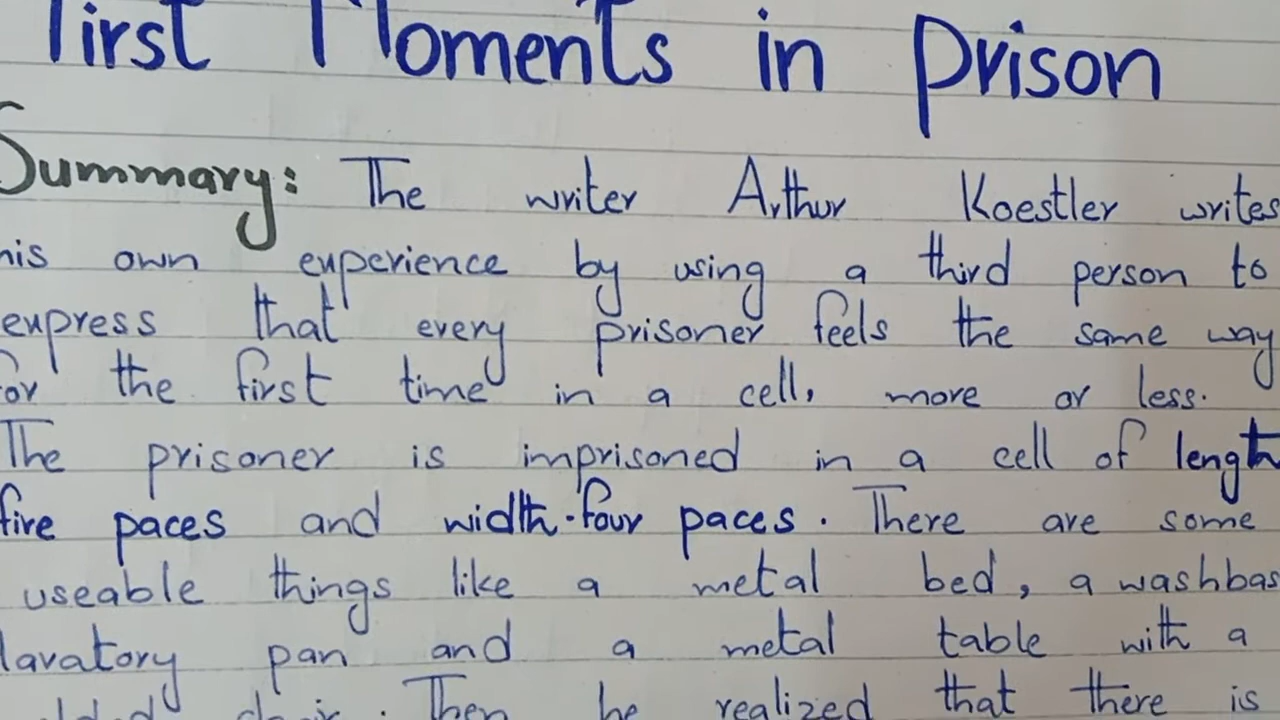 First Moments in prison
Summary: The writer Arthur Koestler writes
his own experience by using a third person to
express that every prisoner feels the same way
for the first time in a cell, more or less.
The prisoner is imprisoned in a cell of length
five paces and width four paces. There are some
useable things like a metal bed, a washbas
lavatory pan and a metal table with a
Then he realized that there is